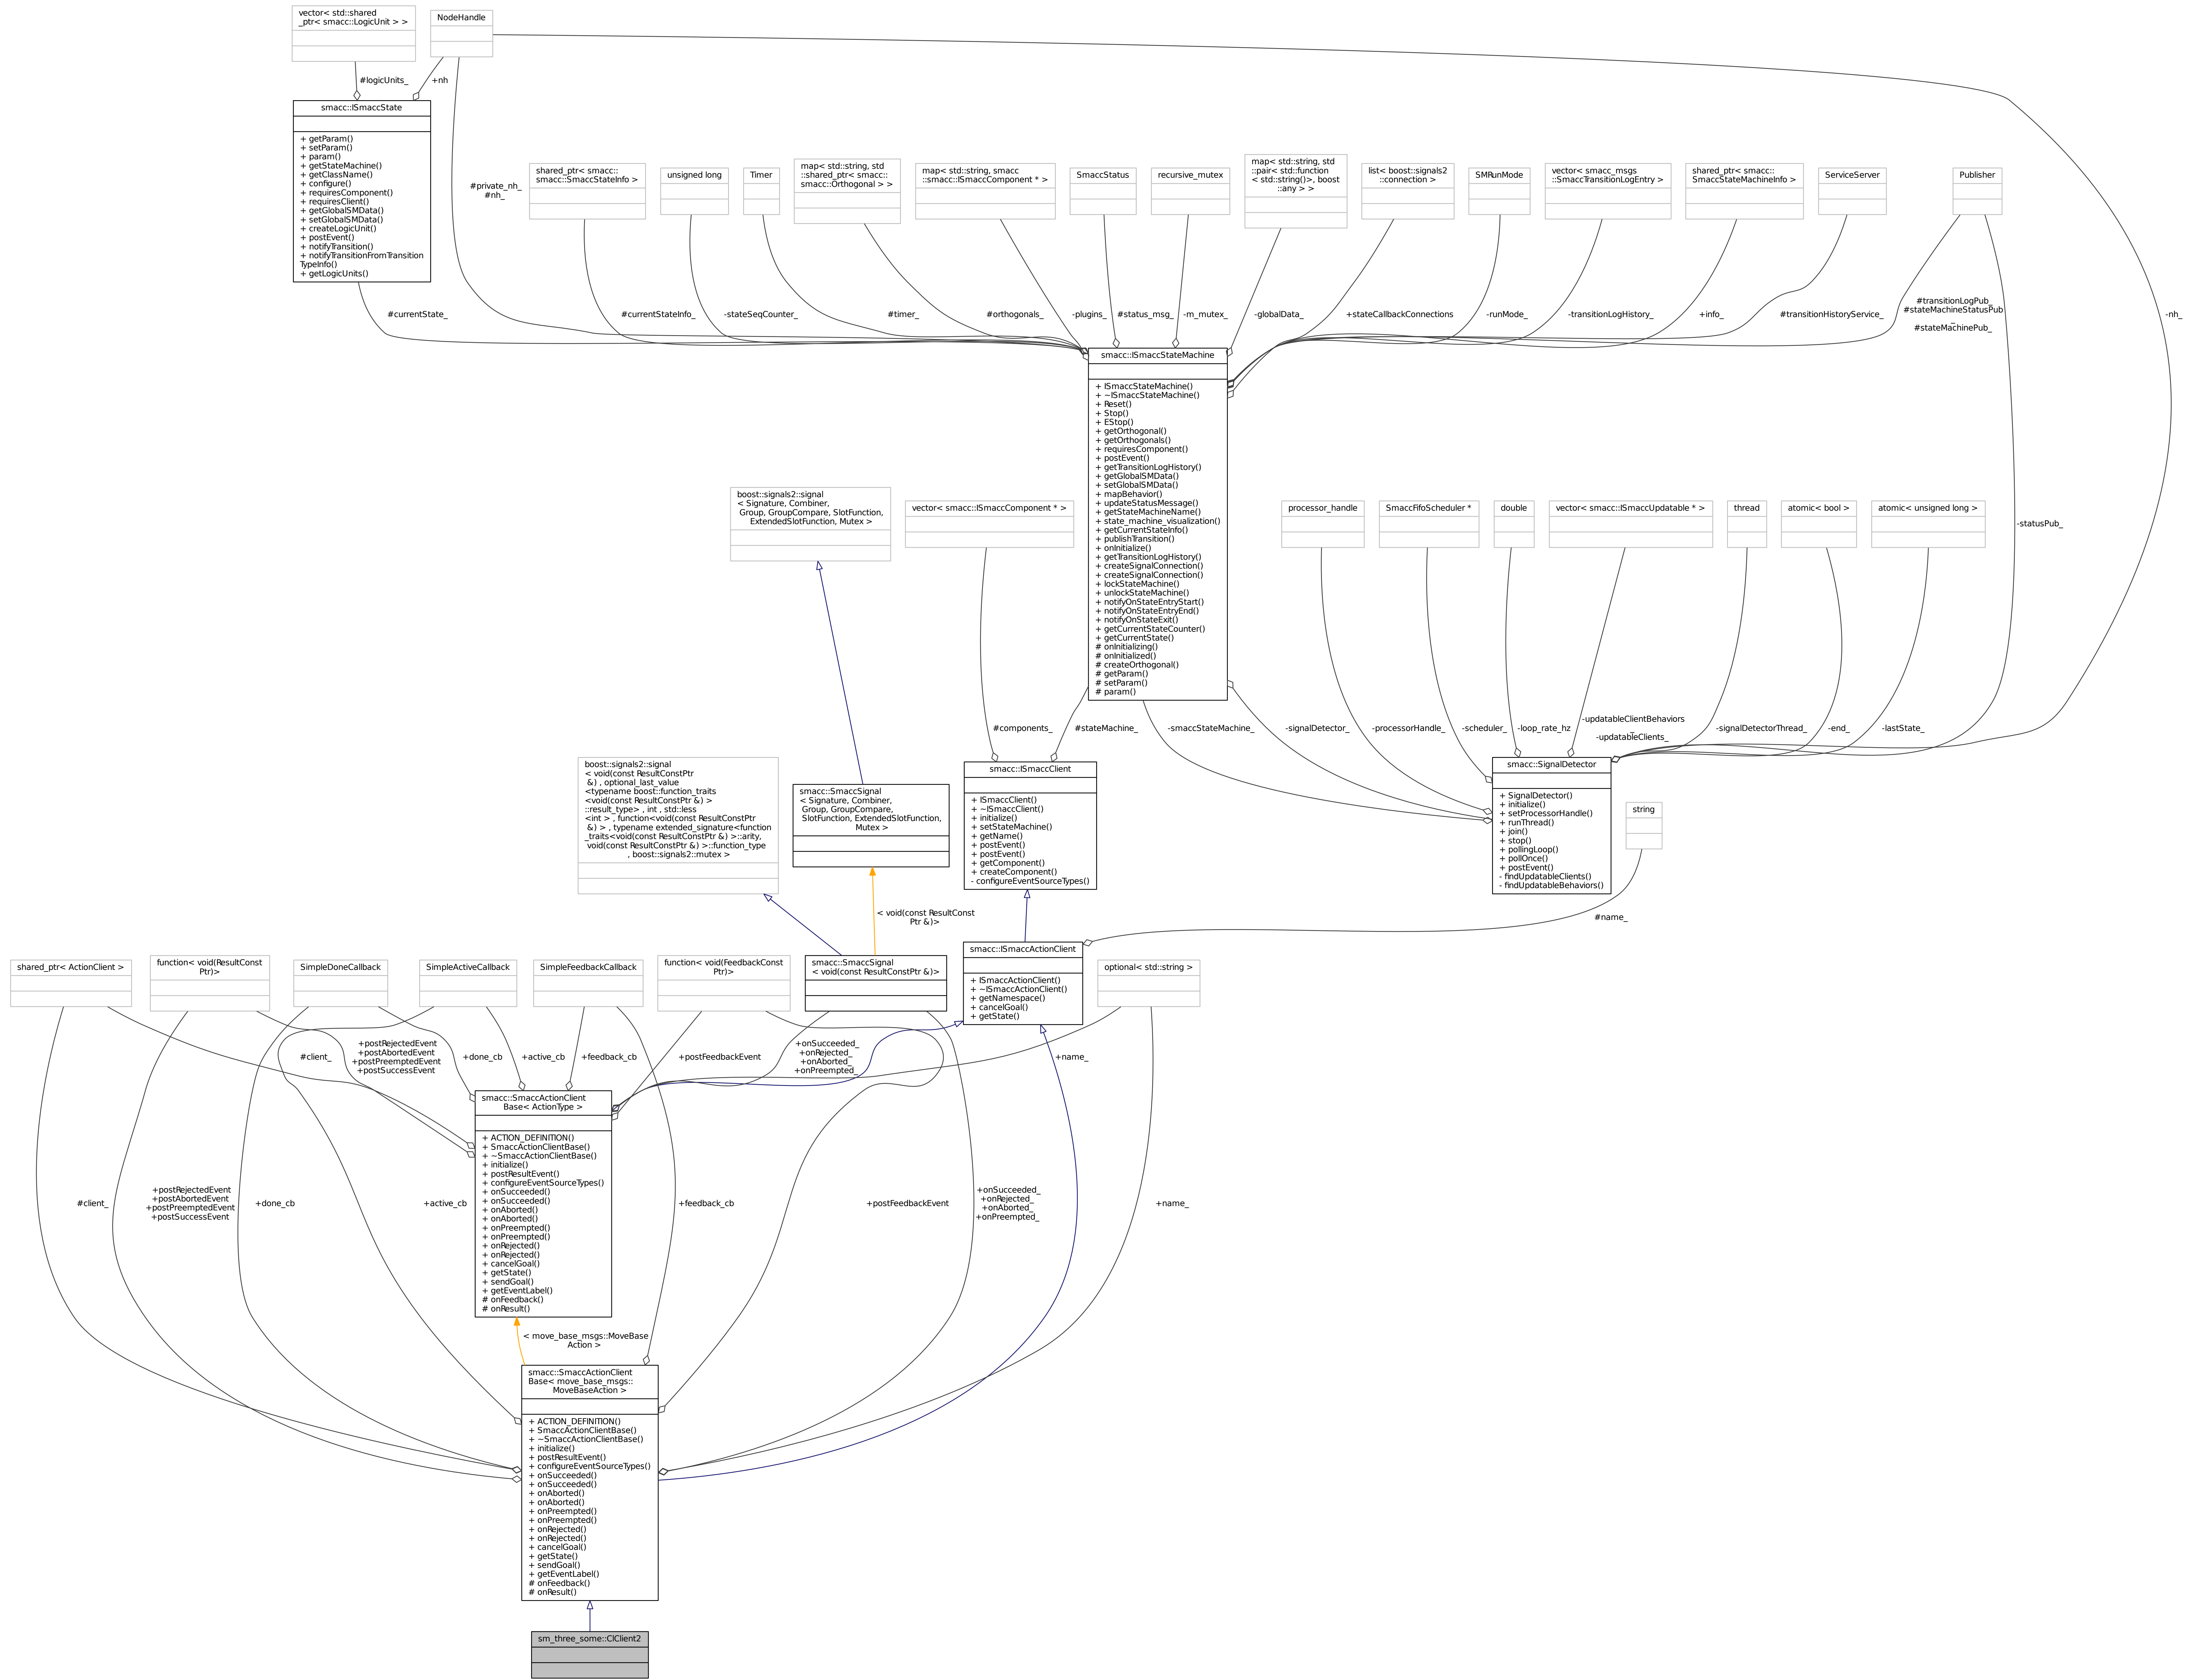 vector< std::shared
_ptr< smacc::LogicUnit > >
NodeHandle
#logicUnits_
+nh
smacc::ISmaccState
+ getParam()
+ setParam()
+ param()
+ getStateMachine()
+ getClassName()
+ configure()
+ requiresComponent()
+ requiresClient()
+ getGlobalSMData()
+ setGlobalSMData()
+ createLogicUnit()
+ postEvent()
+ notifyTransition()
+ notifyTransitionFromTransition
TypeInfo()
+ getLogicUnits()
#private_nh_
#nh_
shared_ptr< smacc::
smacc::SmaccStateInfo >
unsigned long
Timer
map< std::string, std
::shared_ptr< smacc::
smacc::Orthogonal > >
map< std::string, smacc
::smacc::ISmaccComponent * >
SmaccStatus
recursive_mutex
map< std::string, std
::pair< std::function
< std::string()>, boost
::any > >
list< boost::signals2
::connection >
SMRunMode
vector< smacc_msgs
::SmaccTransitionLogEntry >
shared_ptr< smacc::
SmaccStateMachineInfo >
ServiceServer
Publisher
#currentState_
#currentStateInfo_
-stateSeqCounter_
#timer_
#orthogonals_
-plugins_
#status_msg_
-m_mutex_
-globalData_
+stateCallbackConnections
-runMode_
-transitionLogHistory_
+info_
#transitionHistoryService_
#transitionLogPub_
#stateMachineStatusPub
_
#stateMachinePub_
-nh_
smacc::ISmaccStateMachine
+ ISmaccStateMachine()
+ ~ISmaccStateMachine()
+ Reset()
+ Stop()
+ EStop()
+ getOrthogonal()
+ getOrthogonals()
+ requiresComponent()
+ postEvent()
+ getTransitionLogHistory()
+ getGlobalSMData()
+ setGlobalSMData()
+ mapBehavior()
+ updateStatusMessage()
+ getStateMachineName()
+ state_machine_visualization()
+ getCurrentStateInfo()
+ publishTransition()
+ onInitialize()
+ getTransitionLogHistory()
+ createSignalConnection()
+ createSignalConnection()
+ lockStateMachine()
+ unlockStateMachine()
+ notifyOnStateEntryStart()
+ notifyOnStateEntryEnd()
+ notifyOnStateExit()
+ getCurrentStateCounter()
+ getCurrentState()
# onInitializing()
# onInitialized()
# createOrthogonal()
# getParam()
# setParam()
# param()
boost::signals2::signal
< Signature, Combiner,
Group, GroupCompare, SlotFunction,
ExtendedSlotFunction, Mutex >
vector< smacc::ISmaccComponent * >
processor_handle
SmaccFifoScheduler *
double
vector< smacc::ISmaccUpdatable * >
thread
atomic< bool >
atomic< unsigned long >
-statusPub_
#components_
#stateMachine_
-smaccStateMachine_
-signalDetector_
-processorHandle_
-scheduler_
-loop_rate_hz
-updatableClientBehaviors
_
-updatableClients_
-signalDetectorThread_
-end_
-lastState_
boost::signals2::signal
< void(const ResultConstPtr
&) , optional_last_value
<typename boost::function_traits
<void(const ResultConstPtr &) >
::result_type> , int , std::less
<int > , function<void(const ResultConstPtr
&) > , typename extended_signature<function
_traits<void(const ResultConstPtr &) >::arity,
void(const ResultConstPtr &) >::function_type
, boost::signals2::mutex >
smacc::SmaccSignal
< Signature, Combiner,
Group, GroupCompare,
SlotFunction, ExtendedSlotFunction,
Mutex >
smacc::ISmaccClient
+ ISmaccClient()
+ ~ISmaccClient()
+ initialize()
+ setStateMachine()
+ getName()
+ postEvent()
+ postEvent()
+ getComponent()
+ createComponent()
- configureEventSourceTypes()
smacc::SignalDetector
+ SignalDetector()
+ initialize()
+ setProcessorHandle()
+ runThread()
+ join()
+ stop()
+ pollingLoop()
+ pollOnce()
+ postEvent()
- findUpdatableClients()
- findUpdatableBehaviors()
string
< void(const ResultConst
Ptr &)>
#name_
shared_ptr< ActionClient >
function< void(ResultConst
Ptr)>
SimpleDoneCallback
SimpleActiveCallback
SimpleFeedbackCallback
function< void(FeedbackConst
Ptr)>
smacc::SmaccSignal
< void(const ResultConstPtr &)>
smacc::ISmaccActionClient
+ ISmaccActionClient()
+ ~ISmaccActionClient()
+ getNamespace()
+ cancelGoal()
+ getState()
optional< std::string >
#client_
+postRejectedEvent
+postAbortedEvent
+postPreemptedEvent
+postSuccessEvent
+done_cb
+active_cb
+feedback_cb
+postFeedbackEvent
+onSucceeded_
+onRejected_
+onAborted_
+onPreempted_
+name_
smacc::SmaccActionClient
Base< ActionType >
+ ACTION_DEFINITION()
+ SmaccActionClientBase()
+ ~SmaccActionClientBase()
+ initialize()
+ postResultEvent()
+ configureEventSourceTypes()
+ onSucceeded()
+ onSucceeded()
+ onAborted()
+ onAborted()
+ onPreempted()
+ onPreempted()
+ onRejected()
+ onRejected()
+ cancelGoal()
+ getState()
+ sendGoal()
+ getEventLabel()
# onFeedback()
# onResult()
#client_
+postRejectedEvent
+postAbortedEvent
+postPreemptedEvent
+postSuccessEvent
+done_cb
+active_cb
+feedback_cb
+postFeedbackEvent
+onSucceeded_
+onRejected_
+onAborted_
+onPreempted_
+name_
< move_base_msgs::MoveBase
Action >
smacc::SmaccActionClient
Base< move_base_msgs::
MoveBaseAction >
+ ACTION_DEFINITION()
+ SmaccActionClientBase()
+ ~SmaccActionClientBase()
+ initialize()
+ postResultEvent()
+ configureEventSourceTypes()
+ onSucceeded()
+ onSucceeded()
+ onAborted()
+ onAborted()
+ onPreempted()
+ onPreempted()
+ onRejected()
+ onRejected()
+ cancelGoal()
+ getState()
+ sendGoal()
+ getEventLabel()
# onFeedback()
# onResult()
sm_three_some::ClClient2